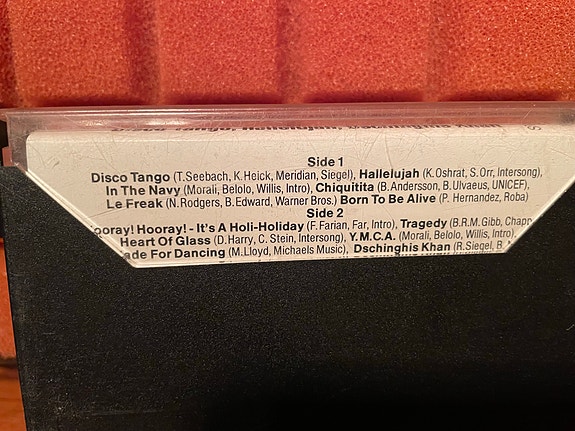 Side 1
Disco Tango (T.Seebach, K.Heick, Meridian, Siegel), Hallelujah (K.Oshrat, S.Orr, Intersong),
In The Navy (Morali, Belolo, Willis, Intro), Chiquitita (B.Andersson, B.Ulvaeus, UNICEF),
Le Freak (N.Rodgers, B.Edward, Warner Bros.) Born To Be Alive (P. Hernandez, Roba)
Side 2
ooray! Hooray! - It's A Holi-Holiday (F.Farian, Far, Intro), Tragedy (B.R.M.Gibb, Chapp
Heart Of Glass (D.Harry, C.Stein, Intersong), Y.M.C.A. (Morali, Belolo, Willis, Intro),
ade For Dancing (M.Lloyd, Michaels Music), Dschinghis Khan (R.Siegel, B.